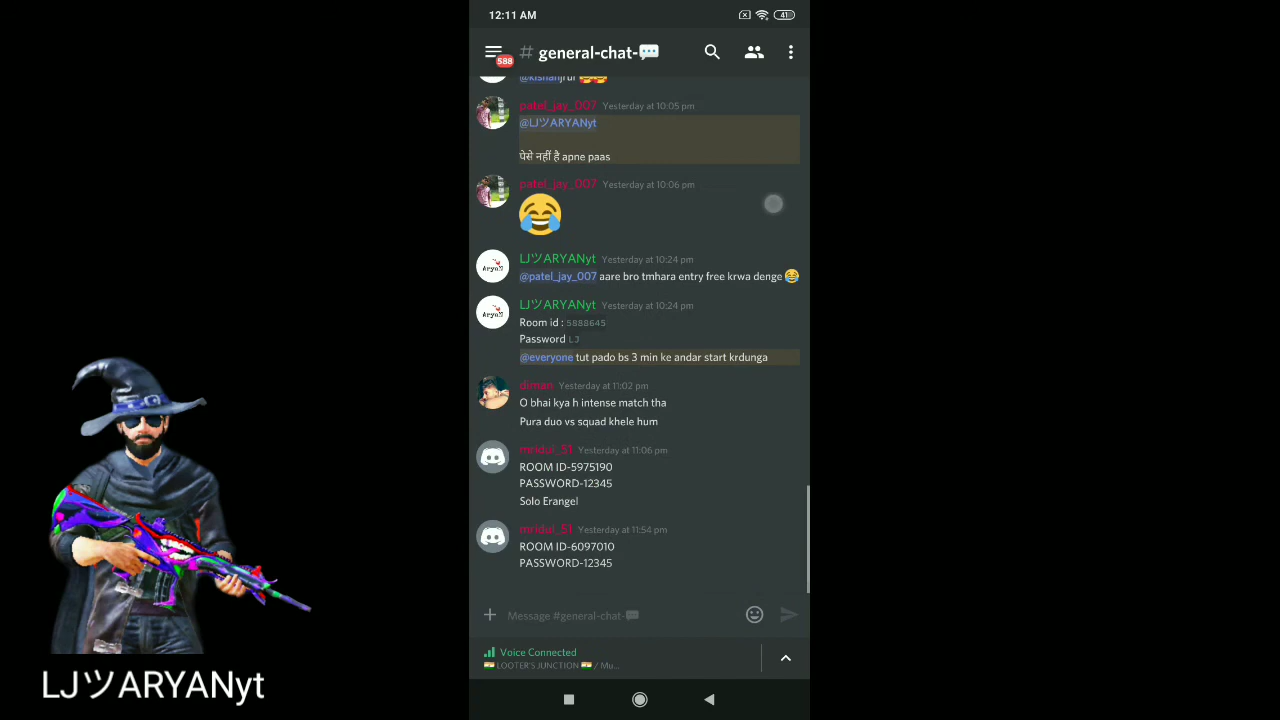 12:11 AM
41
588
# general-chat-💬
@kishanjrui
patel_jay_007 Yesterday at 10:05 pm
@LJツARYANyt
पेसे नहीं है apne paas
patel_jay_007 Yesterday at 10:06 pm
😂
LJツARYANyt Yesterday at 10:24 pm
@patel_jay_007 aare bro tmhara entry free krwa denge 😂
LJツARYANyt Yesterday at 10:24 pm
Room id : 5888645
Password LJ
@everyone tut pado bs 3 min ke andar start krdunga
diman Yesterday at 11:02 pm
O bhai kya h intense match tha
Pura duo vs squad khele hum
mridul_51 Yesterday at 11:06 pm
ROOM ID-5975190
PASSWORD-12345
Solo Erangel
mridul_51 Yesterday at 11:54 pm
ROOM ID-6097010
PASSWORD-12345
Message #general-chat-💬
Voice Connected
🇮🇳 LOOTER'S JUNCTION 🇮🇳 / Mu...
LJツARYANyt